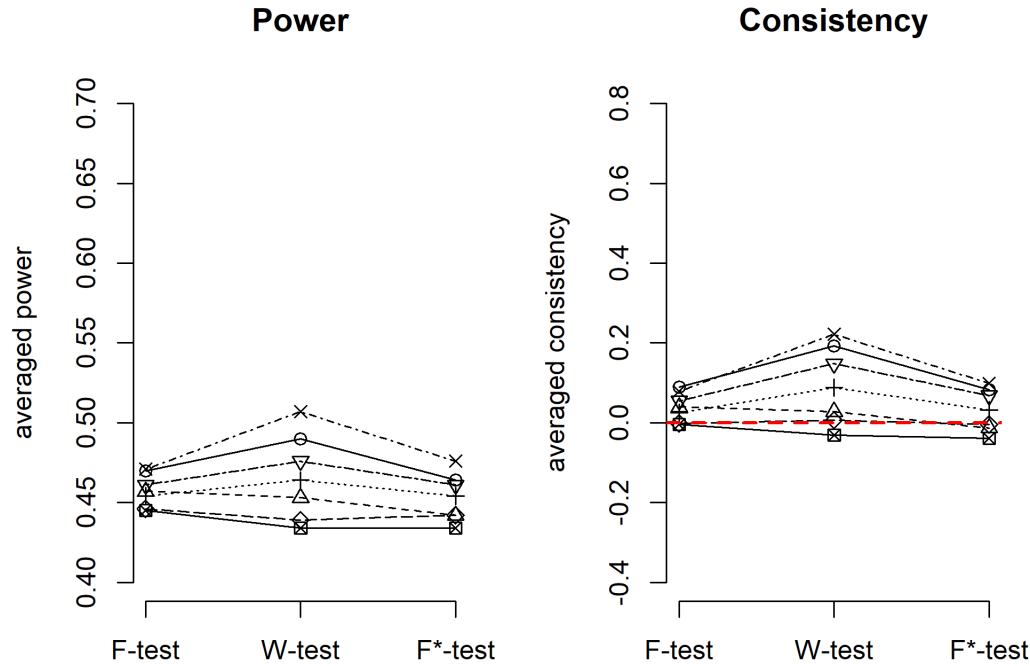 Power
averaged power
0.70
0.65
0.60
0.55
0.50
0.45
0.40
F-test W-test F*-test
Consistency
averaged consistency
0.8
0.6
0.4
0.2
0.0
-0.2
-0.4
F-test W-test F*-test